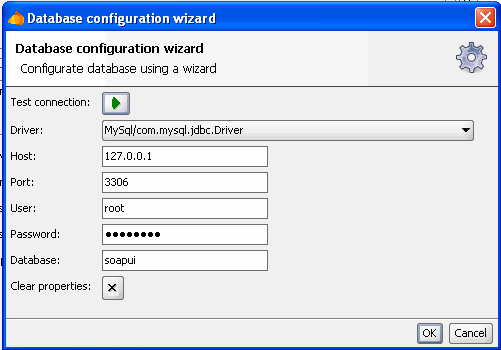 Database configuration wizard
Database configuration wizard
Configurate database using a wizard
Test connection:
Driver: MySql/com.mysql.jdbc.Driver
Host: 127.0.0.1
Port: 3306
User: root
Password: ●●●●●●●●
Database: soapui
Clear properties:
OK Cancel